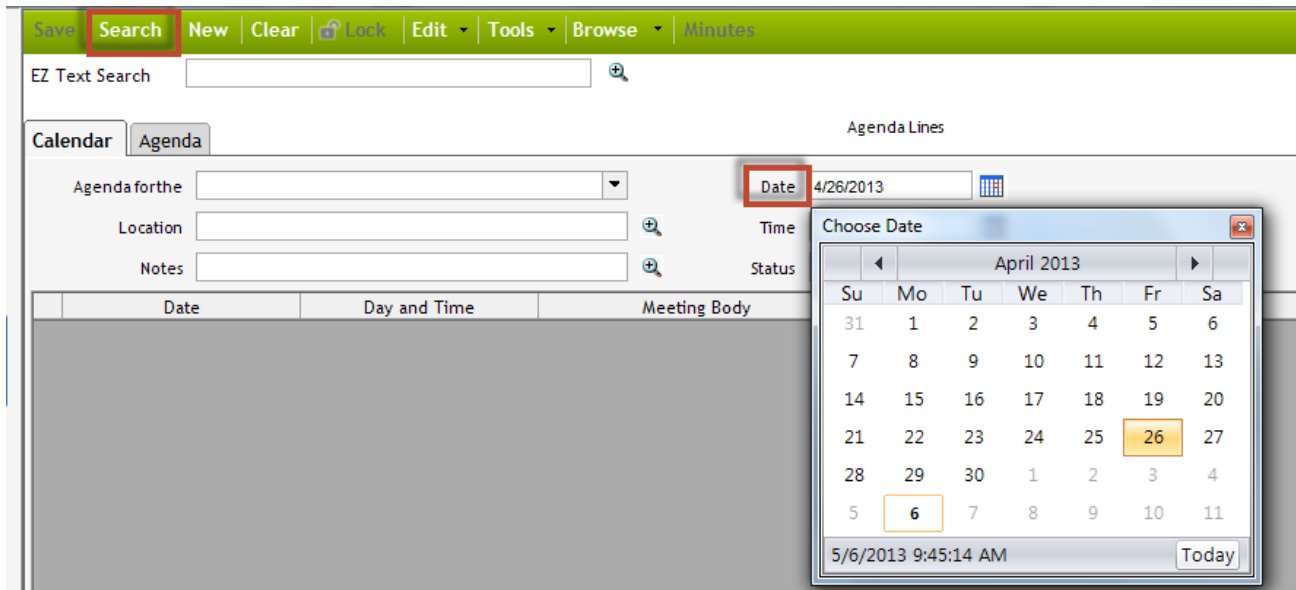 Save Search New Clear Lock Edit Tools Browse Minutes
EZ Text Search
Calendar Agenda
Agenda Lines
Agenda forthe
Date 4/26/2013
Location
Time
Notes
Status
Date Day and Time Meeting Body
Choose Date
April 2013
Su Mo Tu We Th Fr Sa
31 1 2 3 4 5 6
7 8 9 10 11 12 13
14 15 16 17 18 19 20
21 22 23 24 25 26 27
28 29 30 1 2 3 4
5 6 7 8 9 10 11
5/6/2013 9:45:14 AM Today